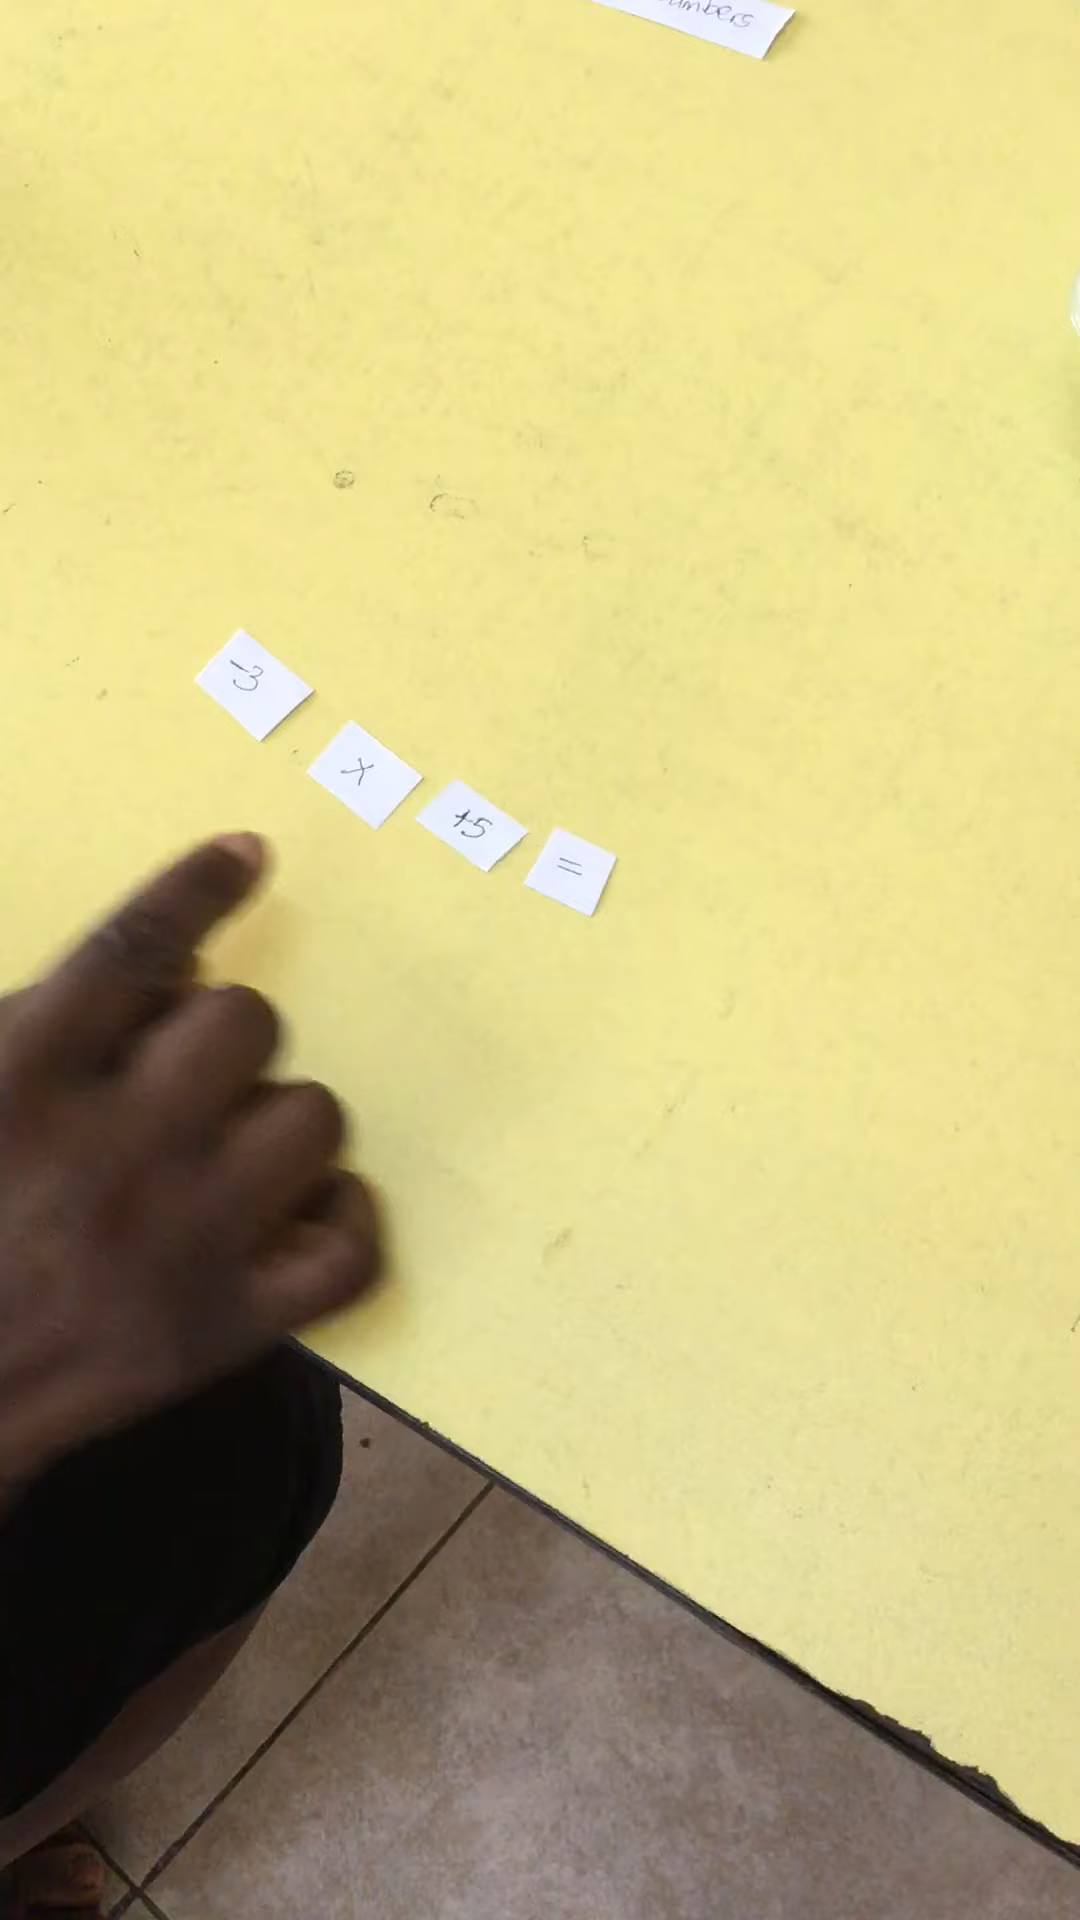 -3 x +5 =